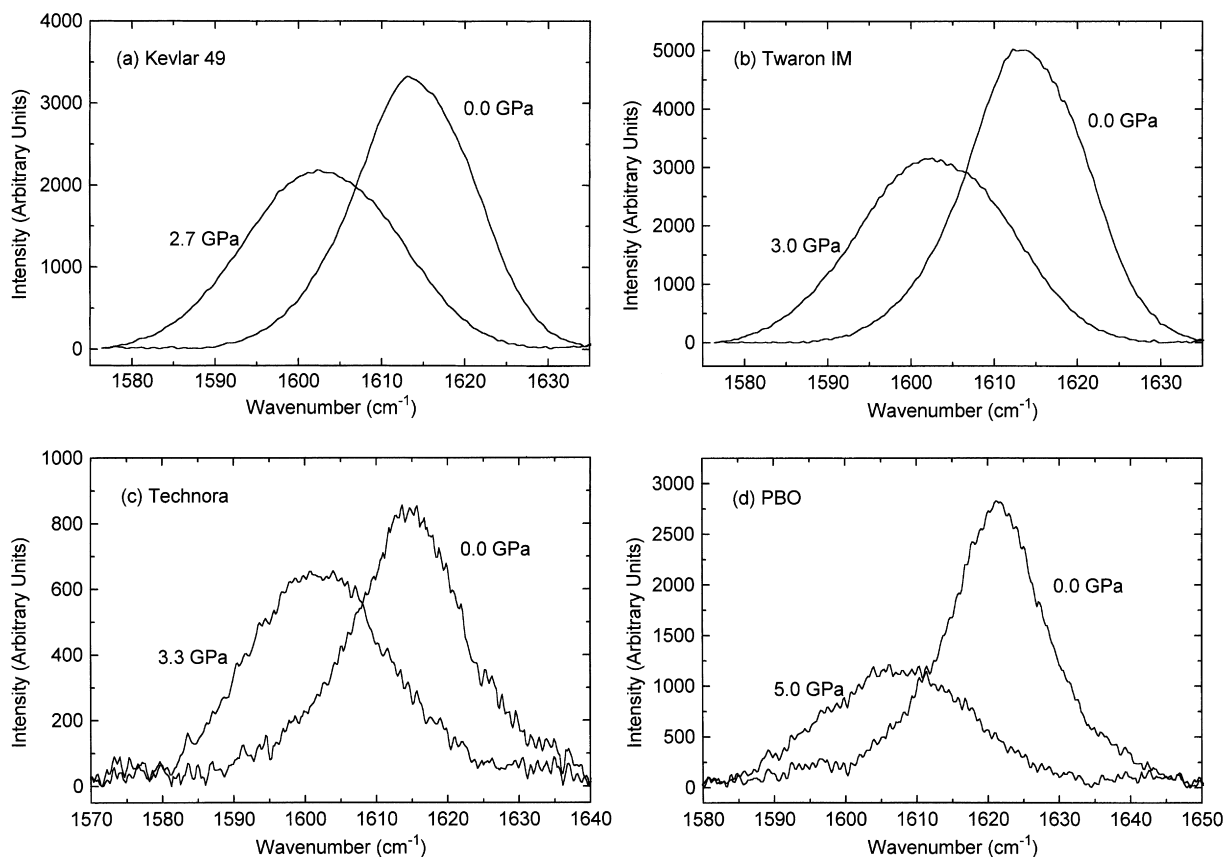 (a) Kevlar 49
0.0 GPa
2.7 GPa
Intensity (Arbitrary Units)
4000
3000
2000
1000
0
1580 1590 1600 1610 1620 1630
Wavenumber (cm⁻¹)
(b) Twaron IM
0.0 GPa
3.0 GPa
Intensity (Arbitrary Units)
5000
4000
3000
2000
1000
0
1580 1590 1600 1610 1620 1630
Wavenumber (cm⁻¹)
(c) Technora
0.0 GPa
3.3 GPa
Intensity (Arbitrary Units)
1000
800
600
400
200
0
1570 1580 1590 1600 1610 1620 1630 1640
Wavenumber (cm⁻¹)
(d) PBO
0.0 GPa
5.0 GPa
Intensity (Arbitrary Units)
3000
2500
2000
1500
1000
500
0
1580 1590 1600 1610 1620 1630 1640 1650
Wavenumber (cm⁻¹)